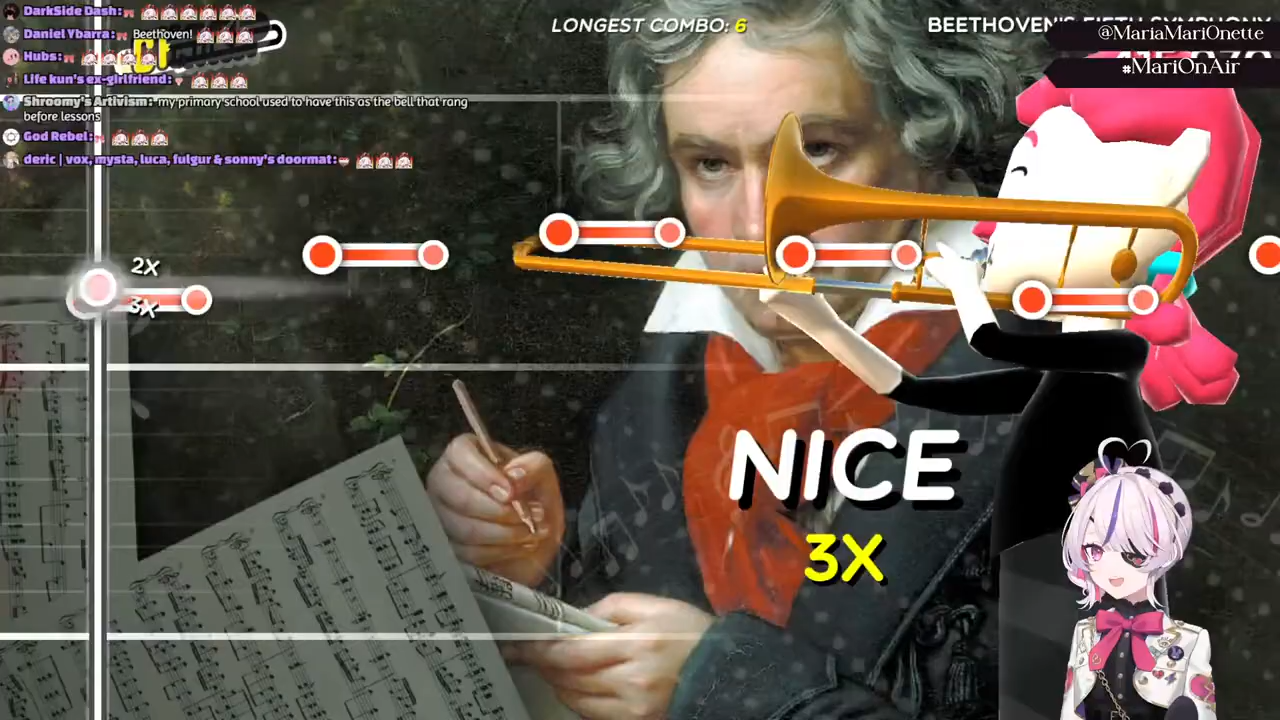 DarkSide Dash:
LONGEST COMBO: 6
BEETHOVEN'S FIFTH SYMPHONY
@MariaMariOnette
Daniel Ybarra: Beethoven!
Hubs:
#MariOnAir
Life kun's ex-girlfriend:
Shroomy's Artivism: my primary school used to have this as the bell that rang
before lessons
God Rebel:
deric | vox, mysta, luca, fulgur & sonny's doormat:
2X
3X
NICE
3X